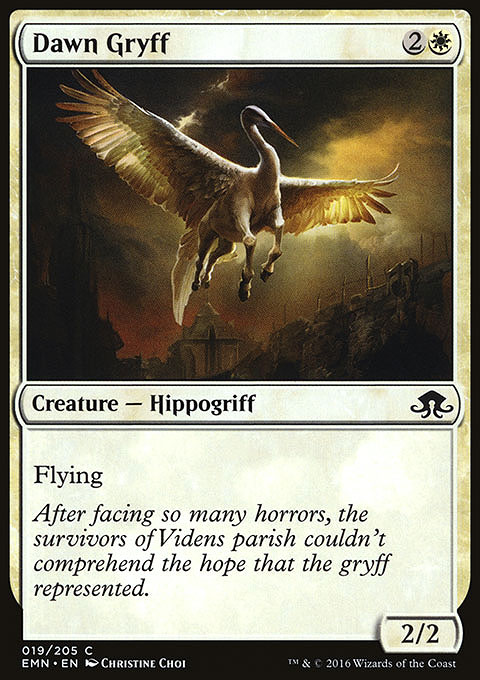 Dawn Gryff 2
Creature — Hippogriff
Flying
After facing so many horrors, the
survivors of Videns parish couldn't
comprehend the hope that the gryff
represented.
2/2
019/205 C
EMN • EN Christine Choi
™ & © 2016 Wizards of the Coast